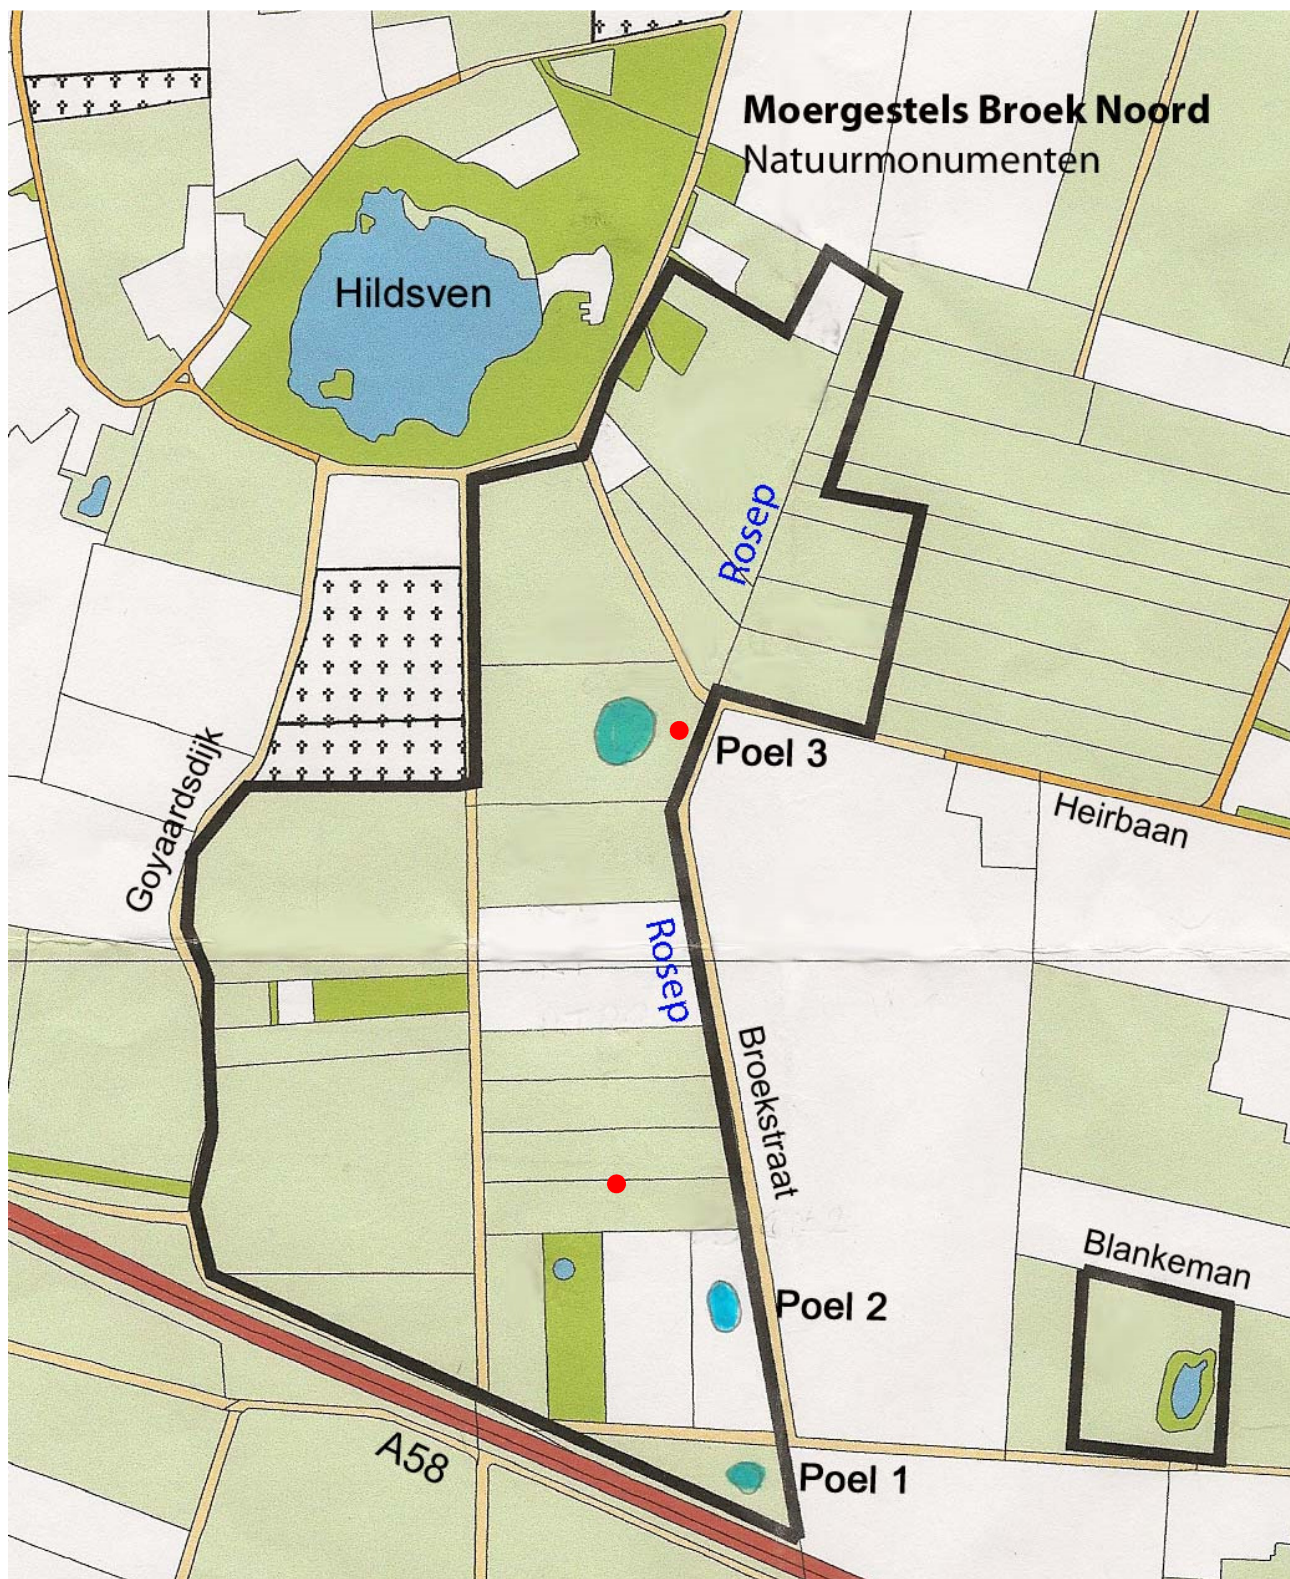 Moergestels Broek Noord
Natuurmonumenten
Hildsven
Rosep
Poel 3
Goyaardsdijk
Heirbaan
Rosep
Broekstraat
Blankeman
Poel 2
A58
Poel 1